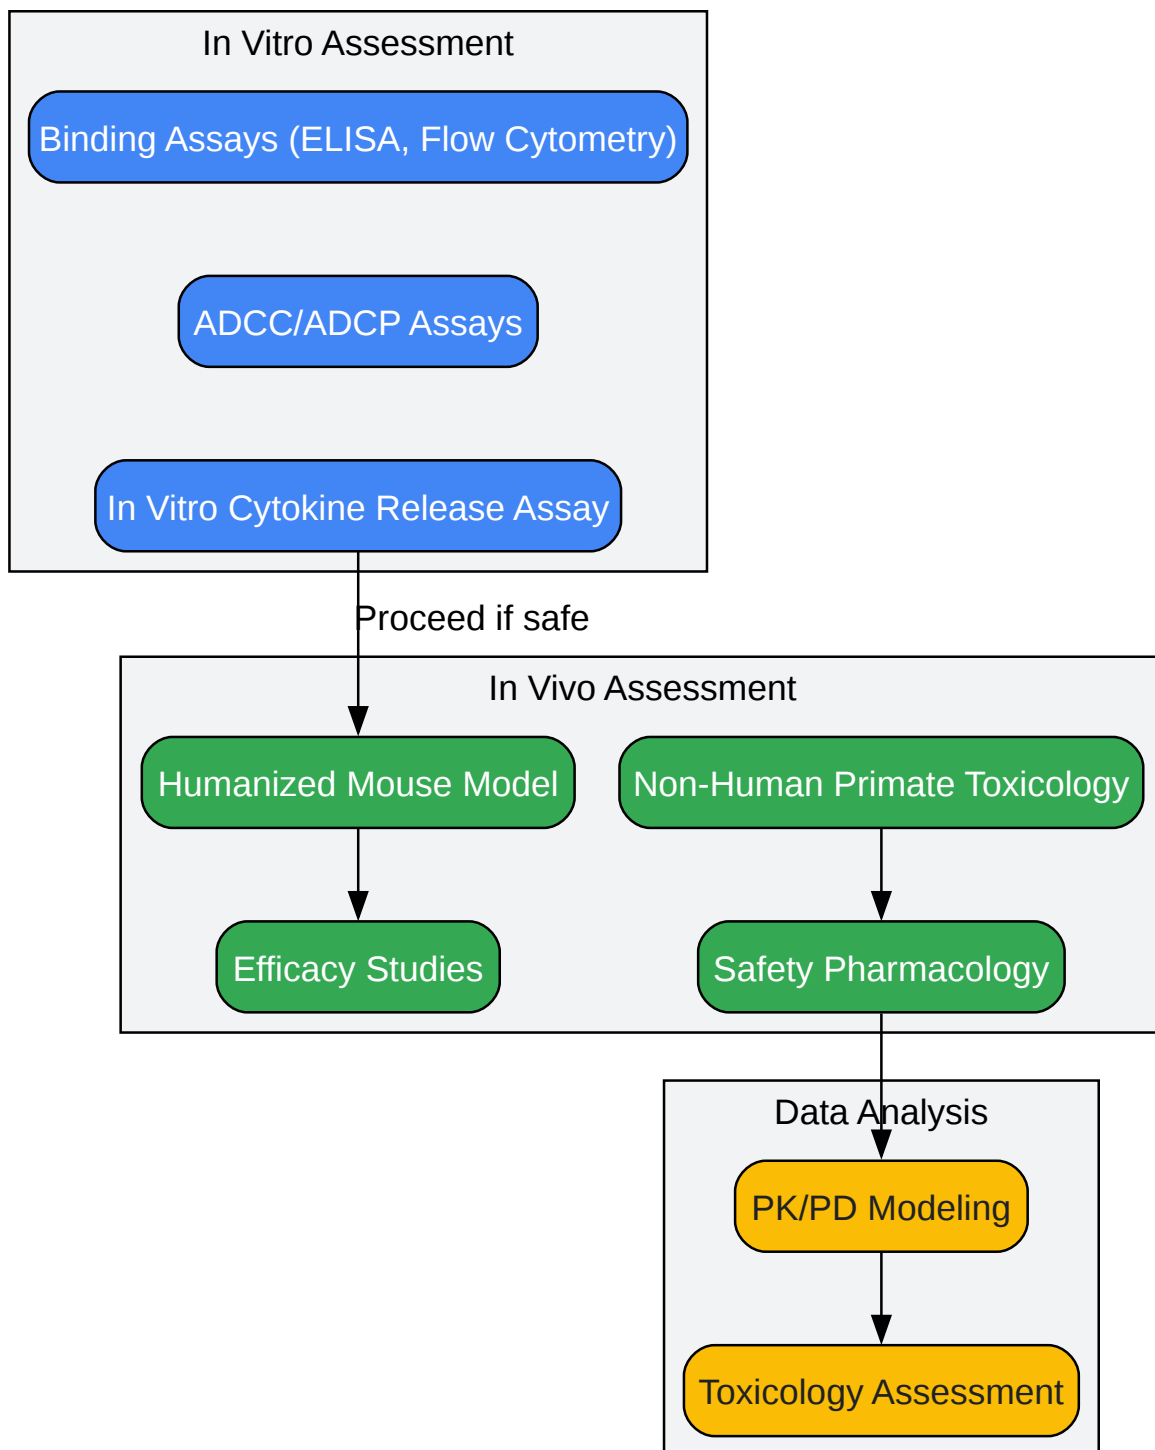 In Vitro Assessment
Binding Assays (ELISA, Flow Cytometry)
ADCC/ADCP Assays
In Vitro Cytokine Release Assay
Proceed if safe
In Vivo Assessment
Humanized Mouse Model
Non-Human Primate Toxicology
Efficacy Studies
Safety Pharmacology
Data Analysis
PK/PD Modeling
Toxicology Assessment